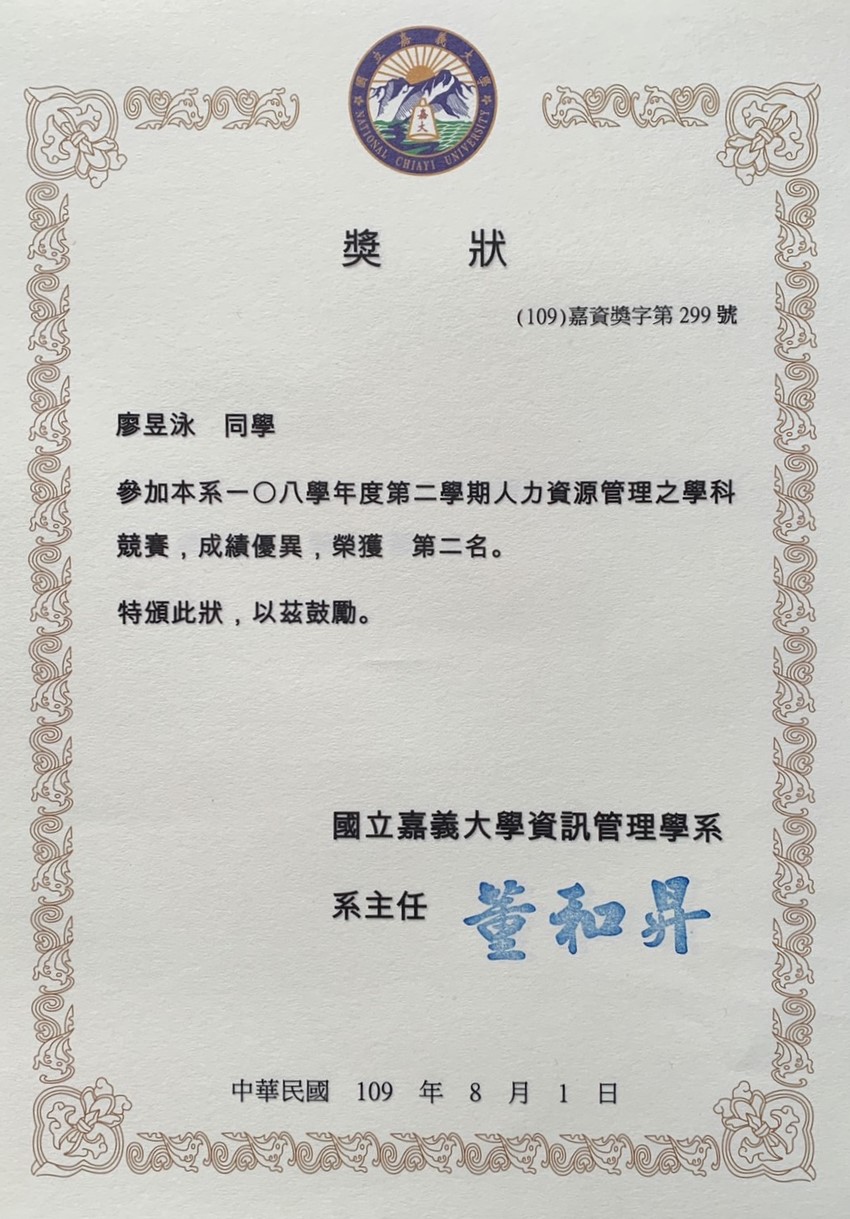 國立嘉義大學
嘉大
NATIONAL CHIAYI UNIVERSITY
獎　狀
(109)嘉資獎字第 299 號
廖昱泳　同學
參加本系一〇八學年度第二學期人力資源管理之學科
競賽，成績優異，榮獲　第二名。
特頒此狀，以茲鼓勵。
國立嘉義大學資訊管理學系
系主任 董和昇
中華民國 109 年 8 月 1 日